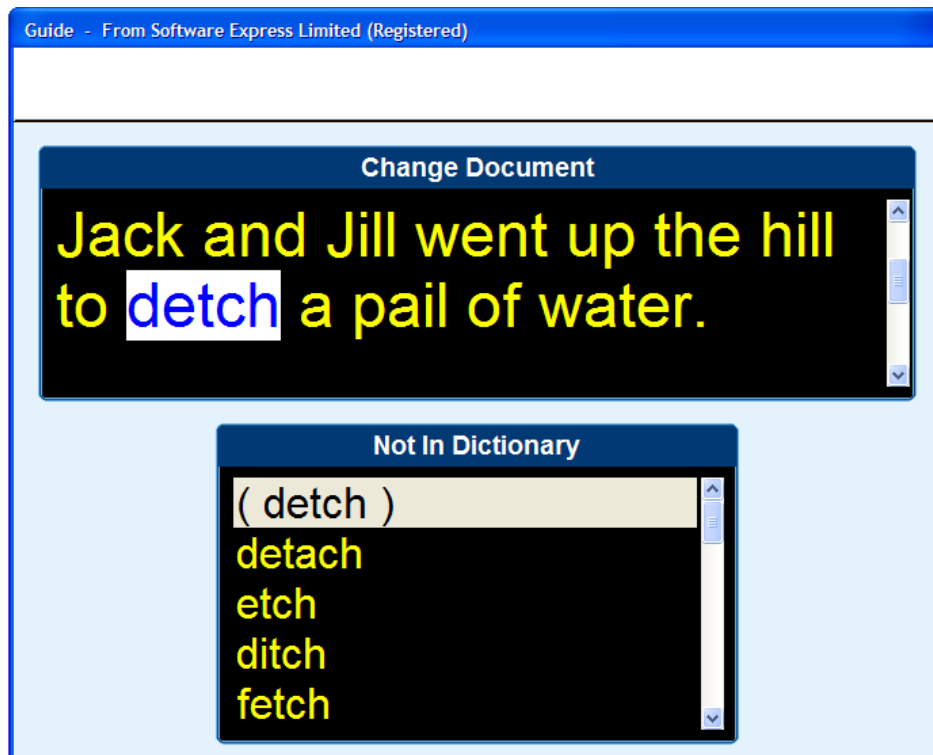 Guide - From Software Express Limited (Registered)
Change Document
Jack and Jill went up the hill
to detch a pail of water.
Not In Dictionary
( detch )
detach
etch
ditch
fetch